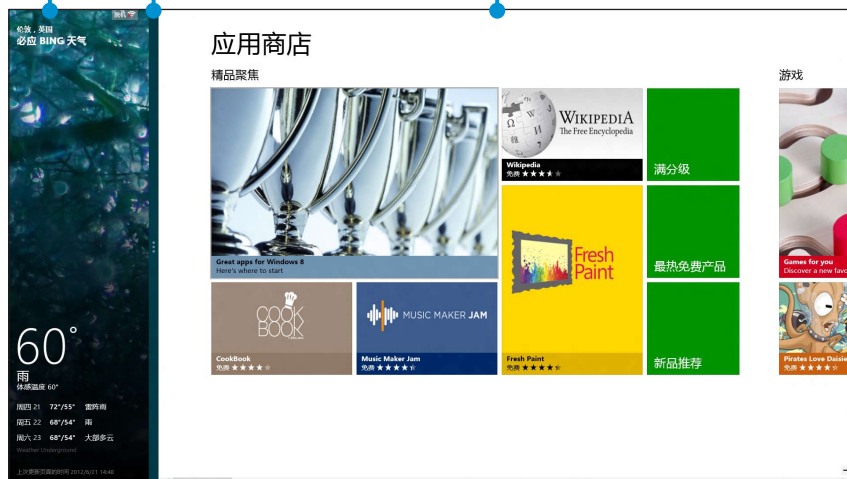 伦敦，英国
必应 BING 天气
60°
雨
体感温度 60°
周四 21 72°/55° 雷阵雨
周五 22 68°/54° 雨
周六 23 68°/54° 大部多云
Weather Underground
上次更新页面的时间 2012/6/21 14:48
应用商店
精品聚焦
Great apps for Windows 8
Here's where to start
WIKIPEDIA
The Free Encyclopedia
Wikipedia
免费
满分级
Fresh
Paint
Fresh Paint
免费
最热免费产品
COOK
BOOK
CookBook
免费
MUSIC MAKER JAM
Music Maker Jam
免费
新品推荐
游戏
Games for you
Discover a new favo
Pirates Love Daisie
免费